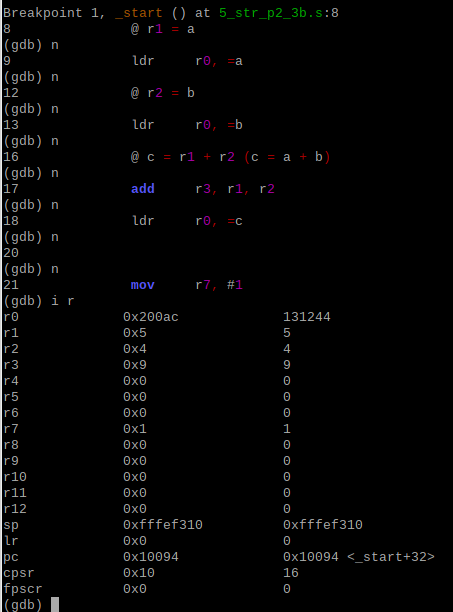 Breakpoint 1, _start () at 5_str_p2_3b.s:8
8 @ r1 = a
(gdb) n
9 ldr r0, =a
(gdb) n
12 @ r2 = b
(gdb) n
13 ldr r0, =b
(gdb) n
16 @ c = r1 + r2 (c = a + b)
(gdb) n
17 add r3, r1, r2
(gdb) n
18 ldr r0, =c
(gdb) n
20
(gdb) n
21 mov r7, #1
(gdb) i r
r0 0x200ac 131244
r1 0x5 5
r2 0x4 4
r3 0x9 9
r4 0x0 0
r5 0x0 0
r6 0x0 0
r7 0x1 1
r8 0x0 0
r9 0x0 0
r10 0x0 0
r11 0x0 0
r12 0x0 0
sp 0xfffef310 0xfffef310
lr 0x0 0
pc 0x10094 0x10094 <_start+32>
cpsr 0x10 16
fpscr 0x0 0
(gdb)